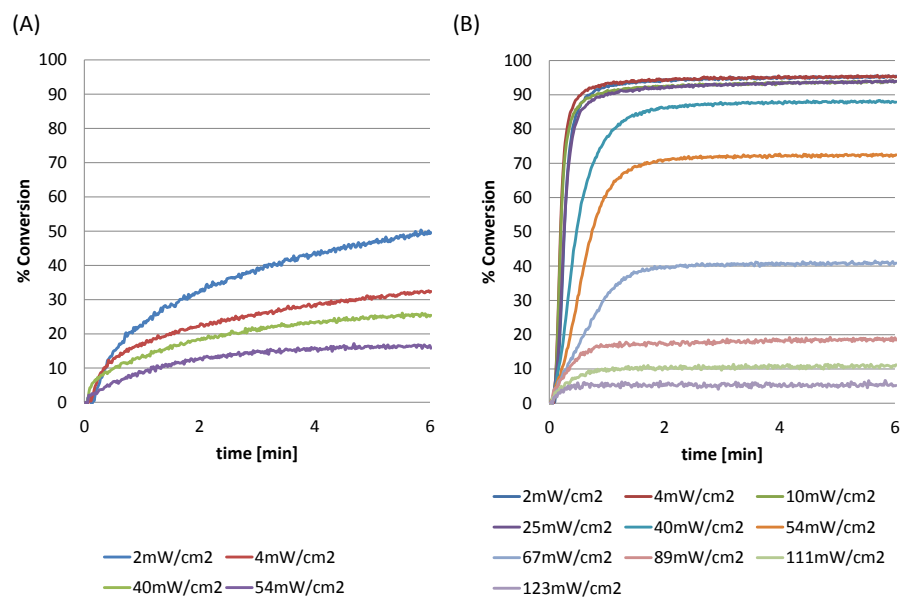 (A)
100
90
80
70
60
50
40
30
20
10
0
% Conversion
0 2 4 6
time [min]
2mW/cm2 4mW/cm2
40mW/cm2 54mW/cm2
(B)
100
90
80
70
60
50
40
30
20
10
0
% Conversion
0 2 4 6
time [min]
2mW/cm2 4mW/cm2 10mW/cm2
25mW/cm2 40mW/cm2 54mW/cm2
67mW/cm2 89mW/cm2 111mW/cm2
123mW/cm2